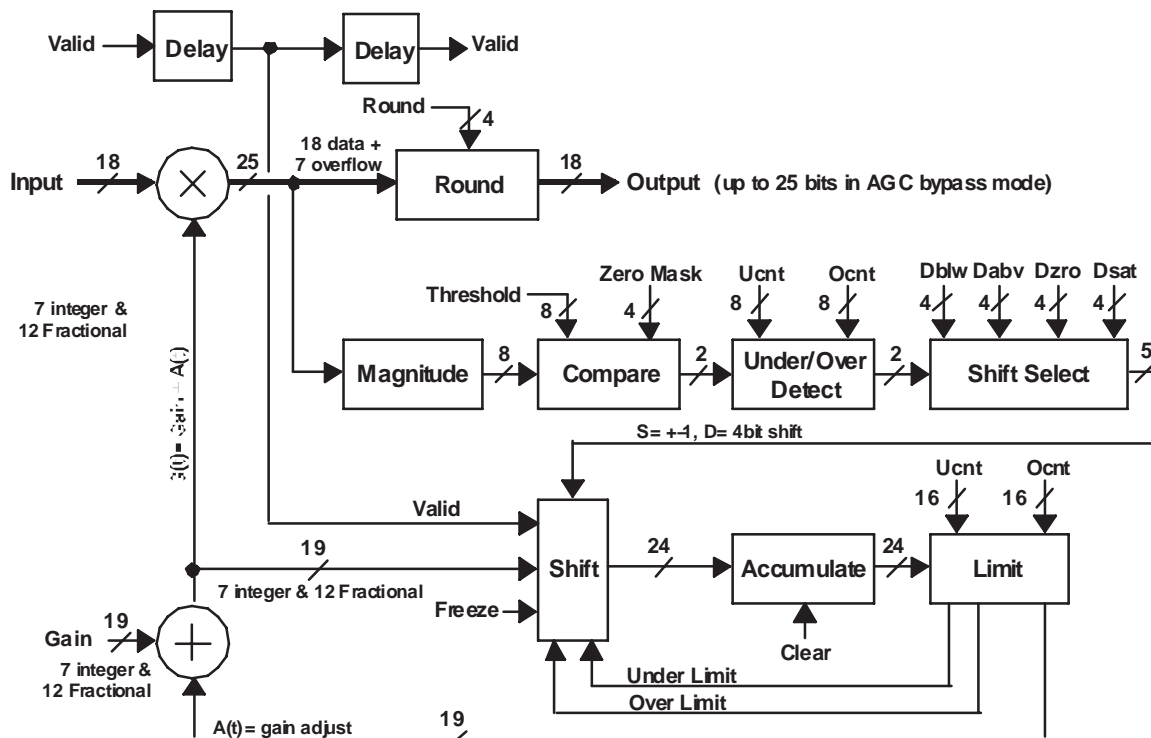 Valid
Delay
Delay
Valid
Round
4
Input
18
25
18 data +
7 overflow
Round
18
Output (up to 25 bits in AGC bypass mode)
7 integer &
12 Fractional
Threshold
8
Zero Mask
4
Ucnt
8
Ocnt
8
Dblw Dabv Dzro Dsat
4 4 4 4
Magnitude
8
Compare
2
Under/Over
Detect
2
Shift Select
5
S= +-1, D= 4bit shift
Valid
Ucnt
16
Ocnt
16
19
7 integer & 12 Fractional
Shift
24
Accumulate
24
Limit
Freeze
Gain
19
7 integer &
12 Fractional
Clear
Under Limit
Over Limit
A(t)= gain adjust
19